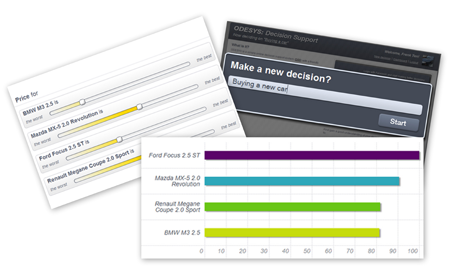 Price for
BMW M3 2.5 is
the worst
the best
Mazda MX-5 2.0 Revolution is
the worst
the best
Ford Focus 2.5 ST is
the worst
the best
Renault Megane Coupe 2.0 Sport is
the worst
the best
ODESYS: Decision Support
Make a new decision?
Buying a new car
Start
Ford Focus 2.5 ST
Mazda MX-5 2.0
Revolution
Renault Megane
Coupe 2.0 Sport
BMW M3 2.5
0 10 20 30 40 50 60 70 80 90 100